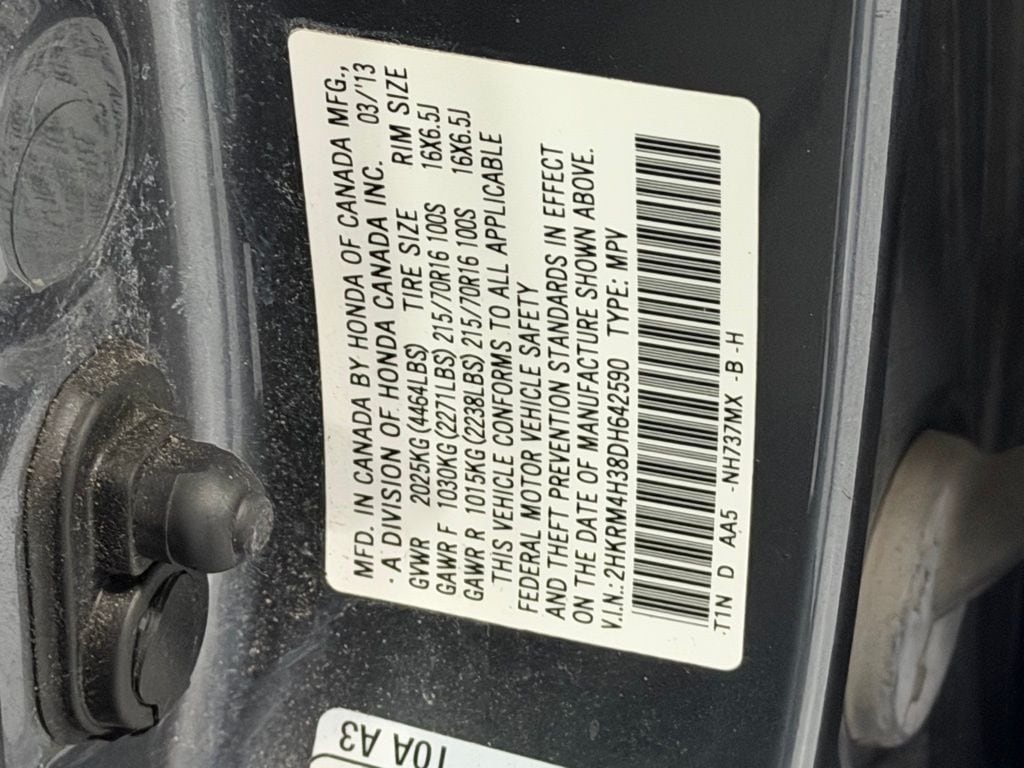 MFD. IN CANADA BY HONDA OF CANADA MFG.,
A DIVISION OF HONDA CANADA INC. 03/'13
GVWR 2025KG (4464LBS) TIRE SIZE RIM SIZE
GAWR F 1030KG (2271LBS) 215/70R16 100S 16X6.5J
GAWR R 1015KG (2238LBS) 215/70R16 100S 16X6.5J
THIS VEHICLE CONFORMS TO ALL APPLICABLE
FEDERAL MOTOR VEHICLE SAFETY
AND THEFT PREVENTION STANDARDS IN EFFECT
ON THE DATE OF MANUFACTURE SHOWN ABOVE.
V.I.N.:2HKRM4H38DH642590 TYPE: MPV
T1N D AA5 -NH737MX -B-H
10A A3